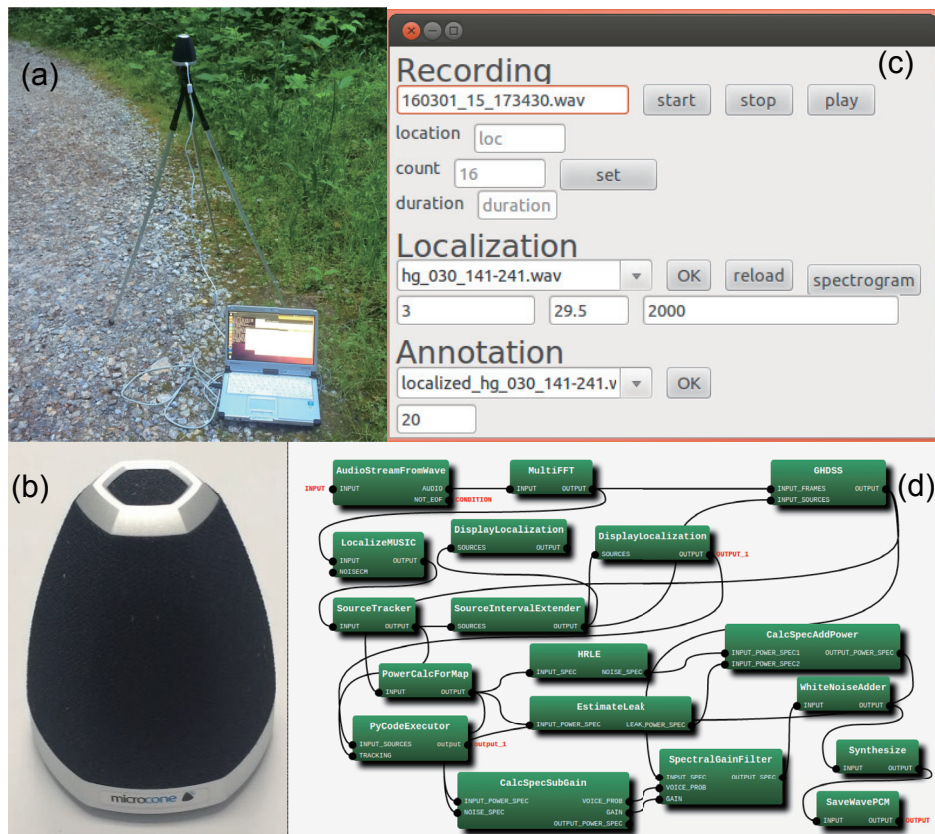 (a)
(c)
Recording
160301_15_173430.wav start stop play
location loc
count 16 set
duration duration
Localization
hg_030_141-241.wav OK reload spectrogram
3 29.5 2000
Annotation
localized_hg_030_141-241.v OK
20
(b)
microcone
(d)
AudioStreamFromWave
INPUT INPUT AUDIO
NOT_EOF CONDITION
MultiFFT
INPUT OUTPUT
GHDSS
INPUT_FRAMES OUTPUT
INPUT_SOURCES
LocalizeMUSIC
INPUT OUTPUT
NOISECM
DisplayLocalization
SOURCES OUTPUT
DisplayLocalization
SOURCES OUTPUT OUTPUT_1
SourceTracker
INPUT OUTPUT
SourceIntervalExtender
SOURCES OUTPUT
CalcSpecAddPower
INPUT_POWER_SPEC1 OUTPUT_POWER_SPEC
INPUT_POWER_SPEC2
PowerCalcForMap
INPUT OUTPUT
HRLE
INPUT_SPEC NOISE_SPEC
WhiteNoiseAdder
INPUT OUTPUT
EstimateLeak
INPUT_POWER_SPEC LEAK_POWER_SPEC
PyCodeExecutor
INPUT_SOURCES output output_1
TRACKING
SpectralGainFilter
INPUT_SPEC OUTPUT_SPEC
VOICE_PROB
GAIN
Synthesize
INPUT OUTPUT
CalcSpecSubGain
INPUT_POWER_SPEC VOICE_PROB
NOISE_SPEC GAIN
OUTPUT_POWER_SPEC
SaveWavePCM
INPUT OUTPUT OUTPUT